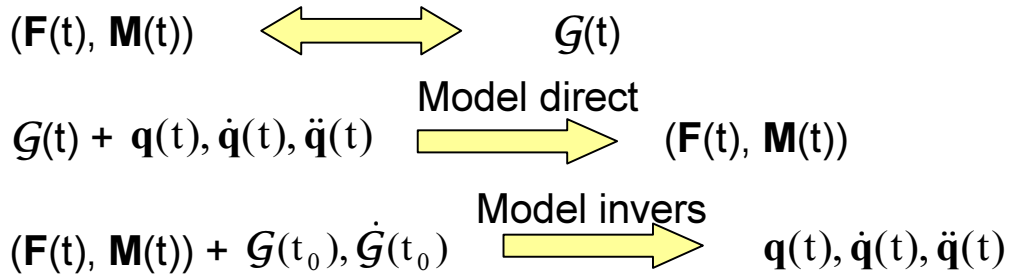 (F(t), M(t)) 𝒢(t)
Model direct
𝒢(t) + q(t), q̇(t), q̈(t) (F(t), M(t))
Model invers
(F(t), M(t)) + 𝒢(t₀), 𝒢̇(t₀) q(t), q̇(t), q̈(t)